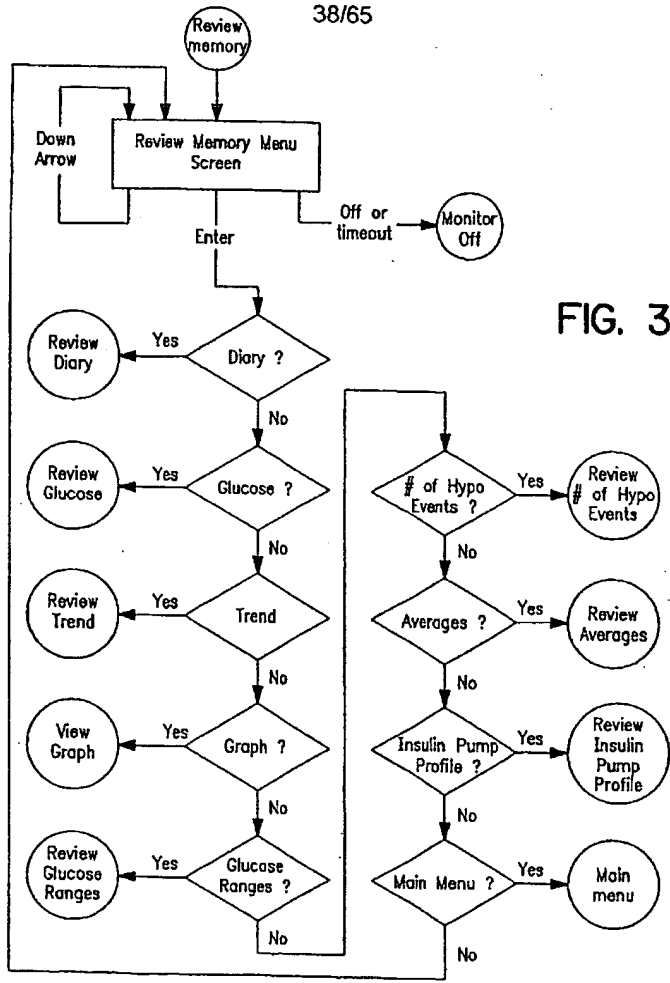 38/65
Review
memory
Down
Arrow
Review Memory Menu
Screen
Enter
Off or
timeout
Monitor
Off
FIG. 3
Review
Diary
Yes
Diary ?
No
Review
Glucose
Yes
Glucose ?
No
Review
Trend
Yes
Trend
No
View
Graph
Yes
Graph ?
No
Review
Glucose
Ranges
Yes
Glucose
Ranges ?
No
# of Hypo
Events ?
Yes
Review
# of Hypo
Events
No
Averages ?
Yes
Review
Averages
No
Insulin Pump
Profile ?
Yes
Review
Insulin
Pump
Profile
No
Main Menu ?
Yes
Main
menu
No